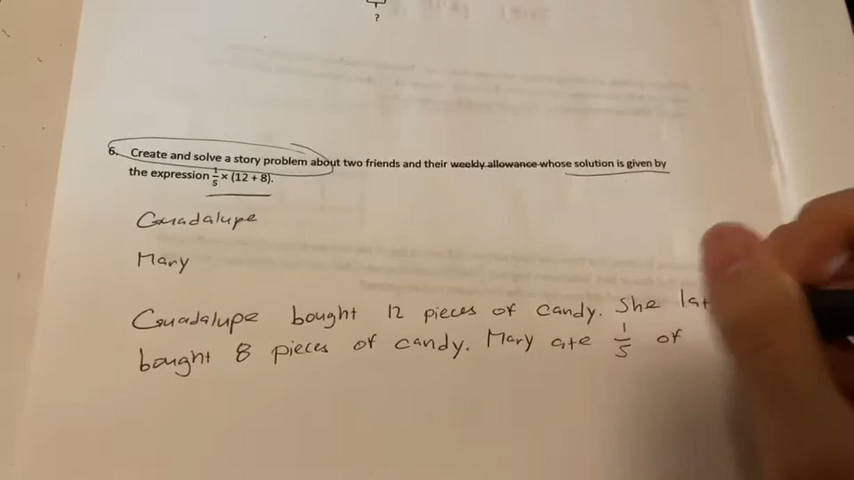 ?
6. Create and solve a story problem about two friends and their weekly allowance whose solution is given by
the expression 1/5 × (12 + 8).
Guadalupe
Mary
Guadalupe bought 12 pieces of candy. She
bought 8 pieces of candy. Mary ate 1/5 of